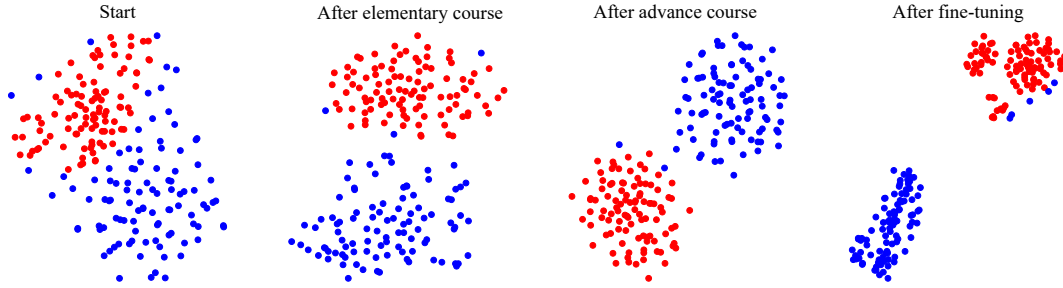 Start
After elementary course
After advance course
After fine-tuning